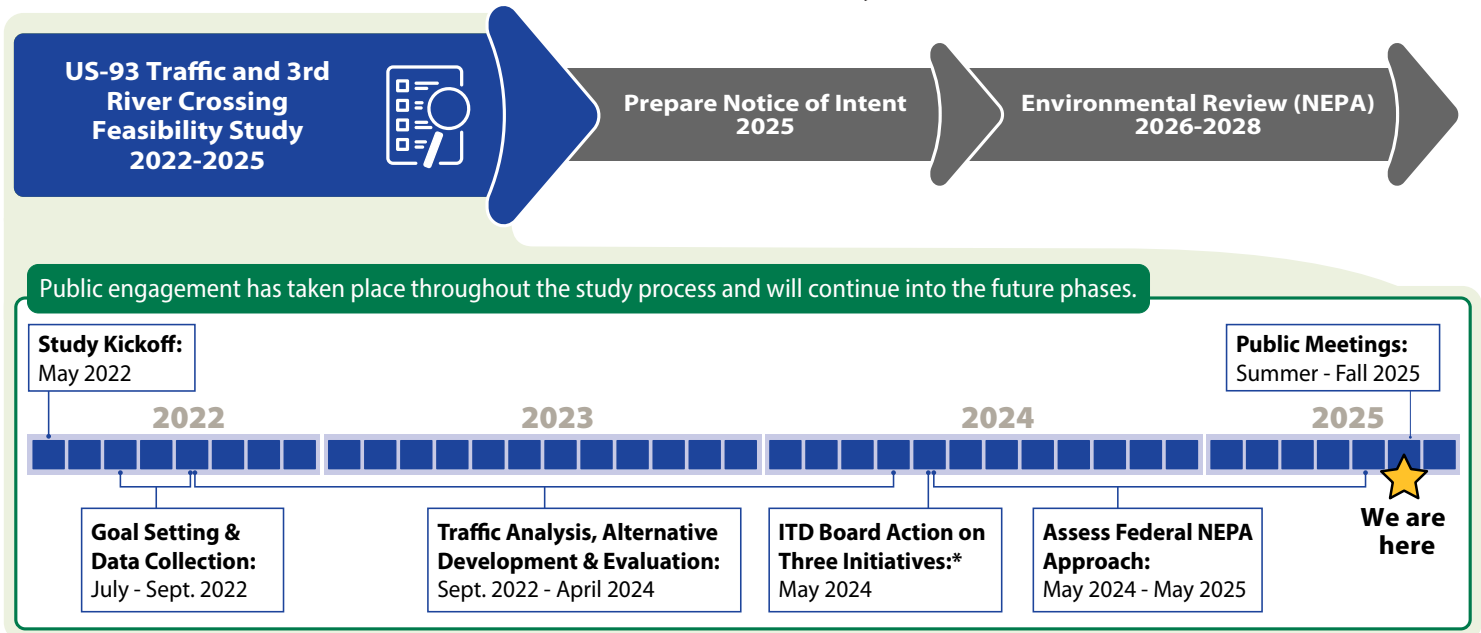 US-93 Traffic and 3rd
River Crossing
Feasibility Study
2022-2025
Prepare Notice of Intent
2025
Environmental Review (NEPA)
2026-2028
Public engagement has taken place throughout the study process and will continue into the future phases.
Study Kickoff:
May 2022
Public Meetings:
Summer - Fall 2025
2022
2023
2024
2025
Goal Setting &
Data Collection:
July - Sept. 2022
Traffic Analysis, Alternative
Development & Evaluation:
Sept. 2022 - April 2024
ITD Board Action on
Three Initiatives:*
May 2024
Assess Federal NEPA
Approach:
May 2024 - May 2025
We are
here